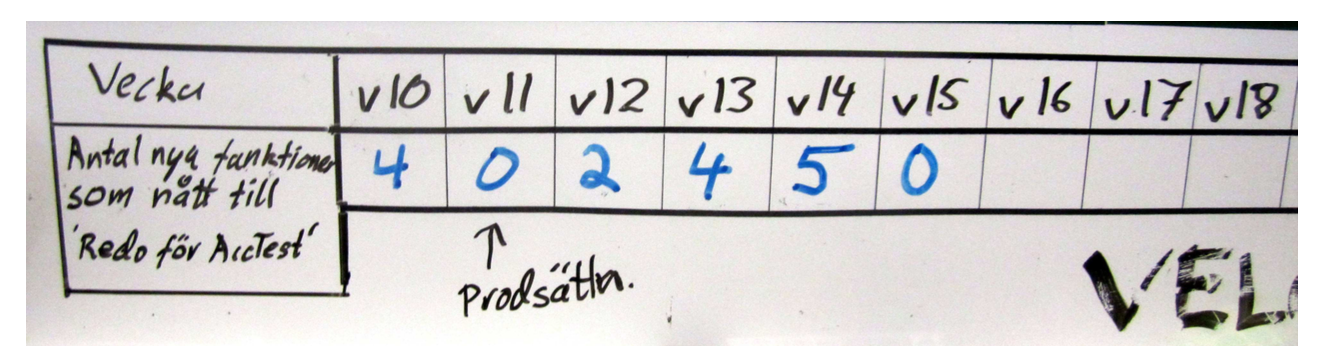 Vecka v10 v11 v12 v13 v14 v15 v16 v.17 v18
Antal nya funktioner 4 0 2 4 5 0
som nått till
'Redo för AccTest'
↑
Prodsättn.
VEL